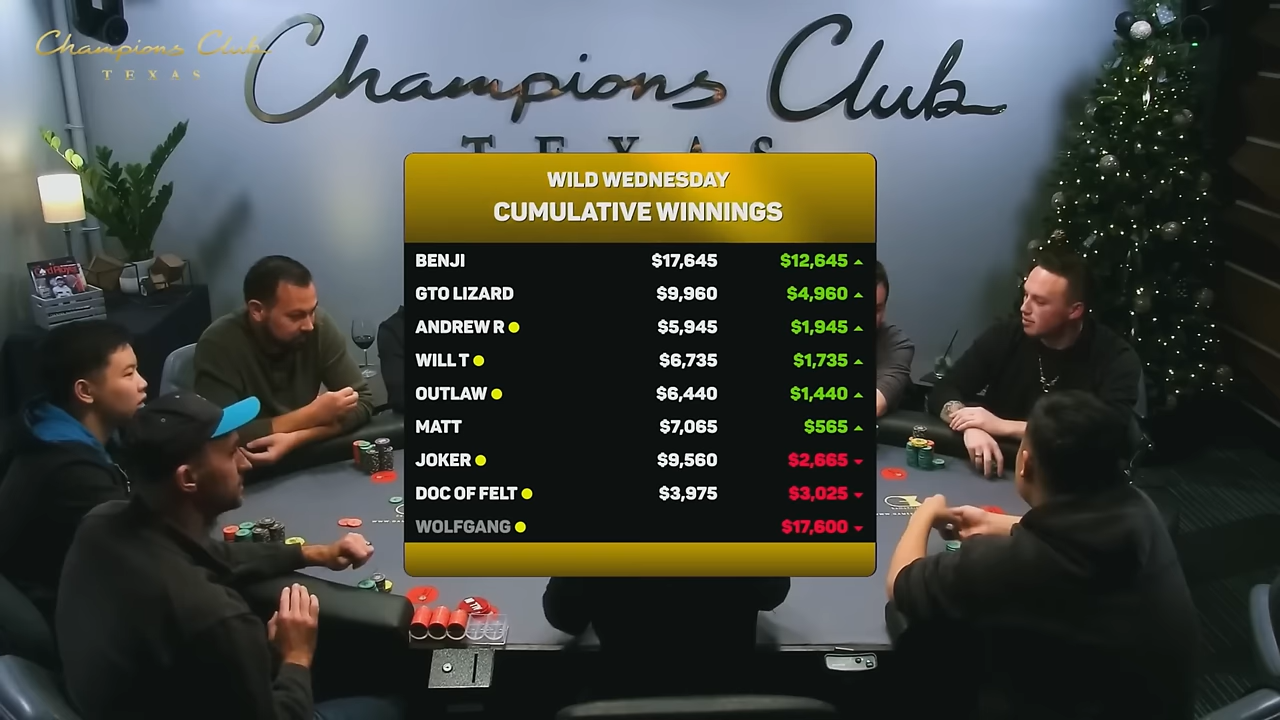 Champions Club
TEXAS
Champions Club
TEXAS
WILD WEDNESDAY
CUMULATIVE WINNINGS
BENJI $17,645 $12,645
GTO LIZARD $9,960 $4,960
ANDREW R $5,945 $1,945
WILL T $6,735 $1,735
OUTLAW $6,440 $1,440
MATT $7,065 $565
JOKER $9,560 $2,665
DOC OF FELT $3,975 $3,025
WOLFGANG $17,600